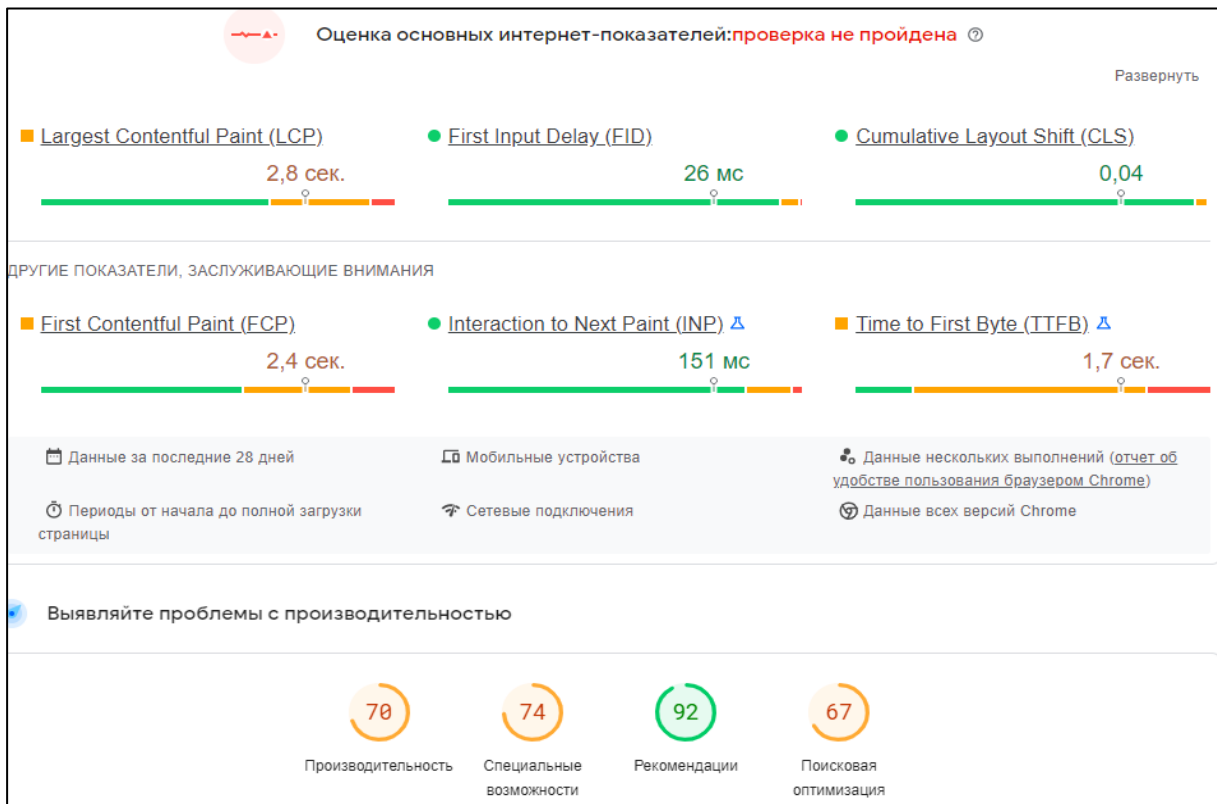 Оценка основных интернет-показателей:проверка не пройдена
Развернуть
Largest Contentful Paint (LCP)
2,8 сек.
First Input Delay (FID)
26 мс
Cumulative Layout Shift (CLS)
0,04
ДРУГИЕ ПОКАЗАТЕЛИ, ЗАСЛУЖИВАЮЩИЕ ВНИМАНИЯ
First Contentful Paint (FCP)
2,4 сек.
Interaction to Next Paint (INP)
151 мс
Time to First Byte (TTFB)
1,7 сек.
Данные за последние 28 дней
Мобильные устройства
Данные нескольких выполнений (отчет об
удобстве пользования браузером Chrome)
Периоды от начала до полной загрузки
страницы
Сетевые подключения
Данные всех версий Chrome
Выявляйте проблемы с производительностью
70
Производительность
74
Специальные
возможности
92
Рекомендации
67
Поисковая
оптимизация